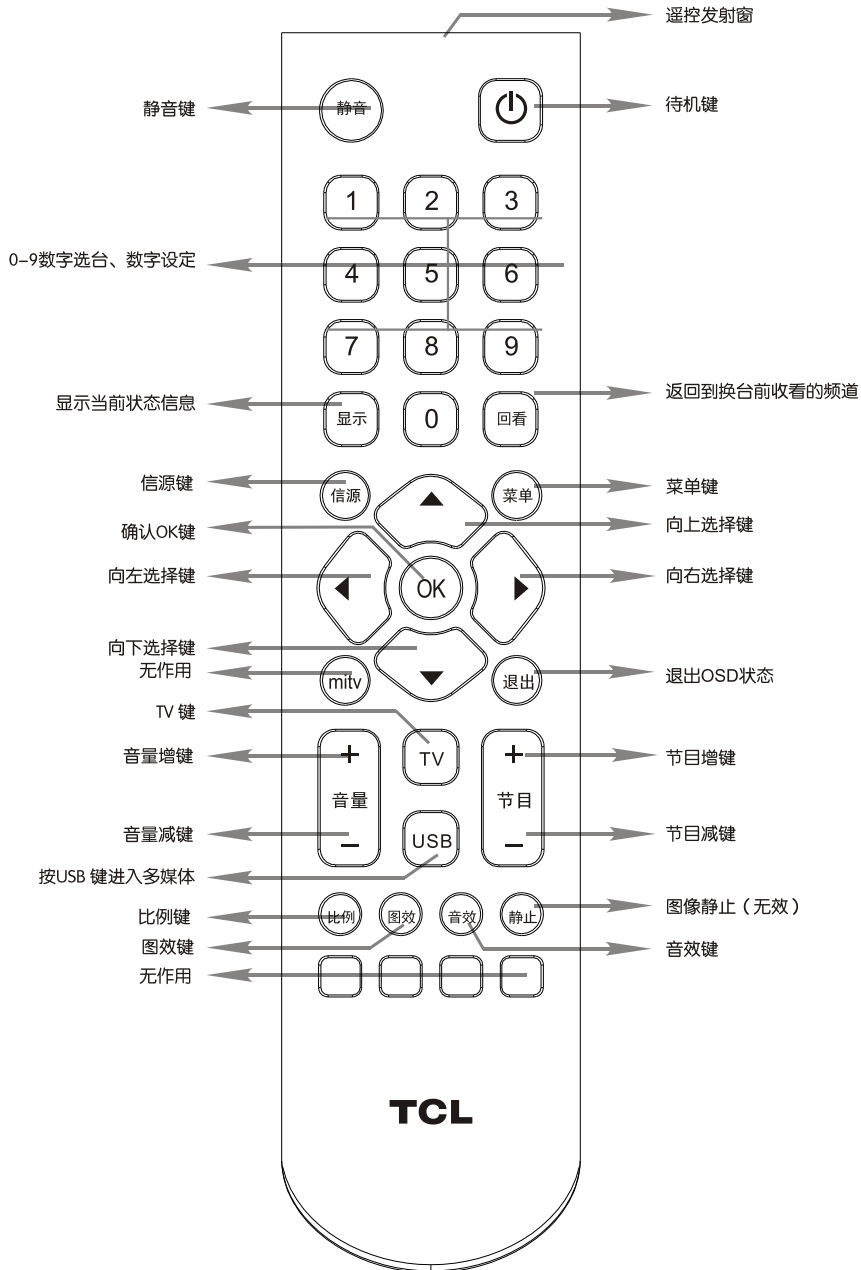 遥控发射窗
静音键
静音
待机键
1
2
3
0-9数字选台、数字设定
4
5
6
7
8
9
显示当前状态信息
显示
0
回看
返回到换台前收看的频道
信源键
信源
菜单
菜单键
向上选择键
确认OK键
OK
向左选择键
向右选择键
向下选择键
无作用
mitv
退出
退出OSD状态
TV 键
TV
音量增键
+
音量
−
+
节目
−
节目增键
音量减键
USB
节目减键
按USB 键进入多媒体
比例键
比例
图效
音效
静止
图像静止（无效）
图效键
音效键
无作用
TCL